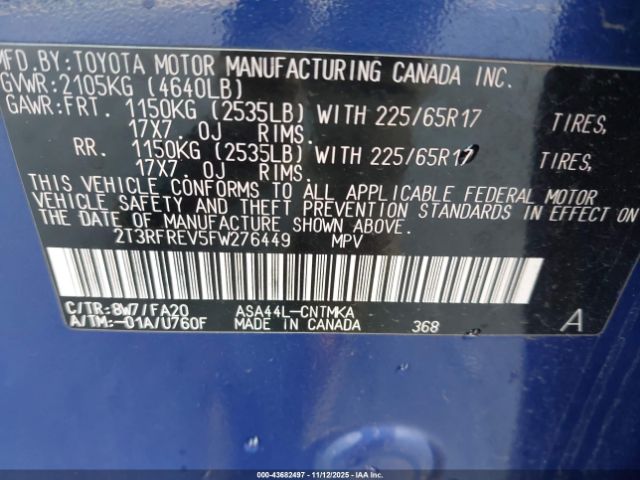 MFD. BY: TOYOTA MOTOR MANUFACTURING CANADA INC.
GVWR: 2105KG (4640LB)
GAWR: FRT. 1150KG (2535LB) WITH 225/65R17 TIRES,
17X7. 0J RIMS.
RR. 1150KG (2535LB) WITH 225/65R17 TIRES,
17X7. 0J RIMS.
THIS VEHICLE CONFORMS TO ALL APPLICABLE FEDERAL MOTOR
VEHICLE SAFETY AND THEFT PREVENTION STANDARDS IN EFFECT ON
THE DATE OF MANUFACTURE SHOWN ABOVE.
2T3RFREV5FW276449 MPV
C/TR: 8W7/FA20 ASA44L-CNTMKA
A/TM: -01A/U760F MADE IN CANADA 368 A
000-43682497 - 11/12/2025 - IAAI.COM